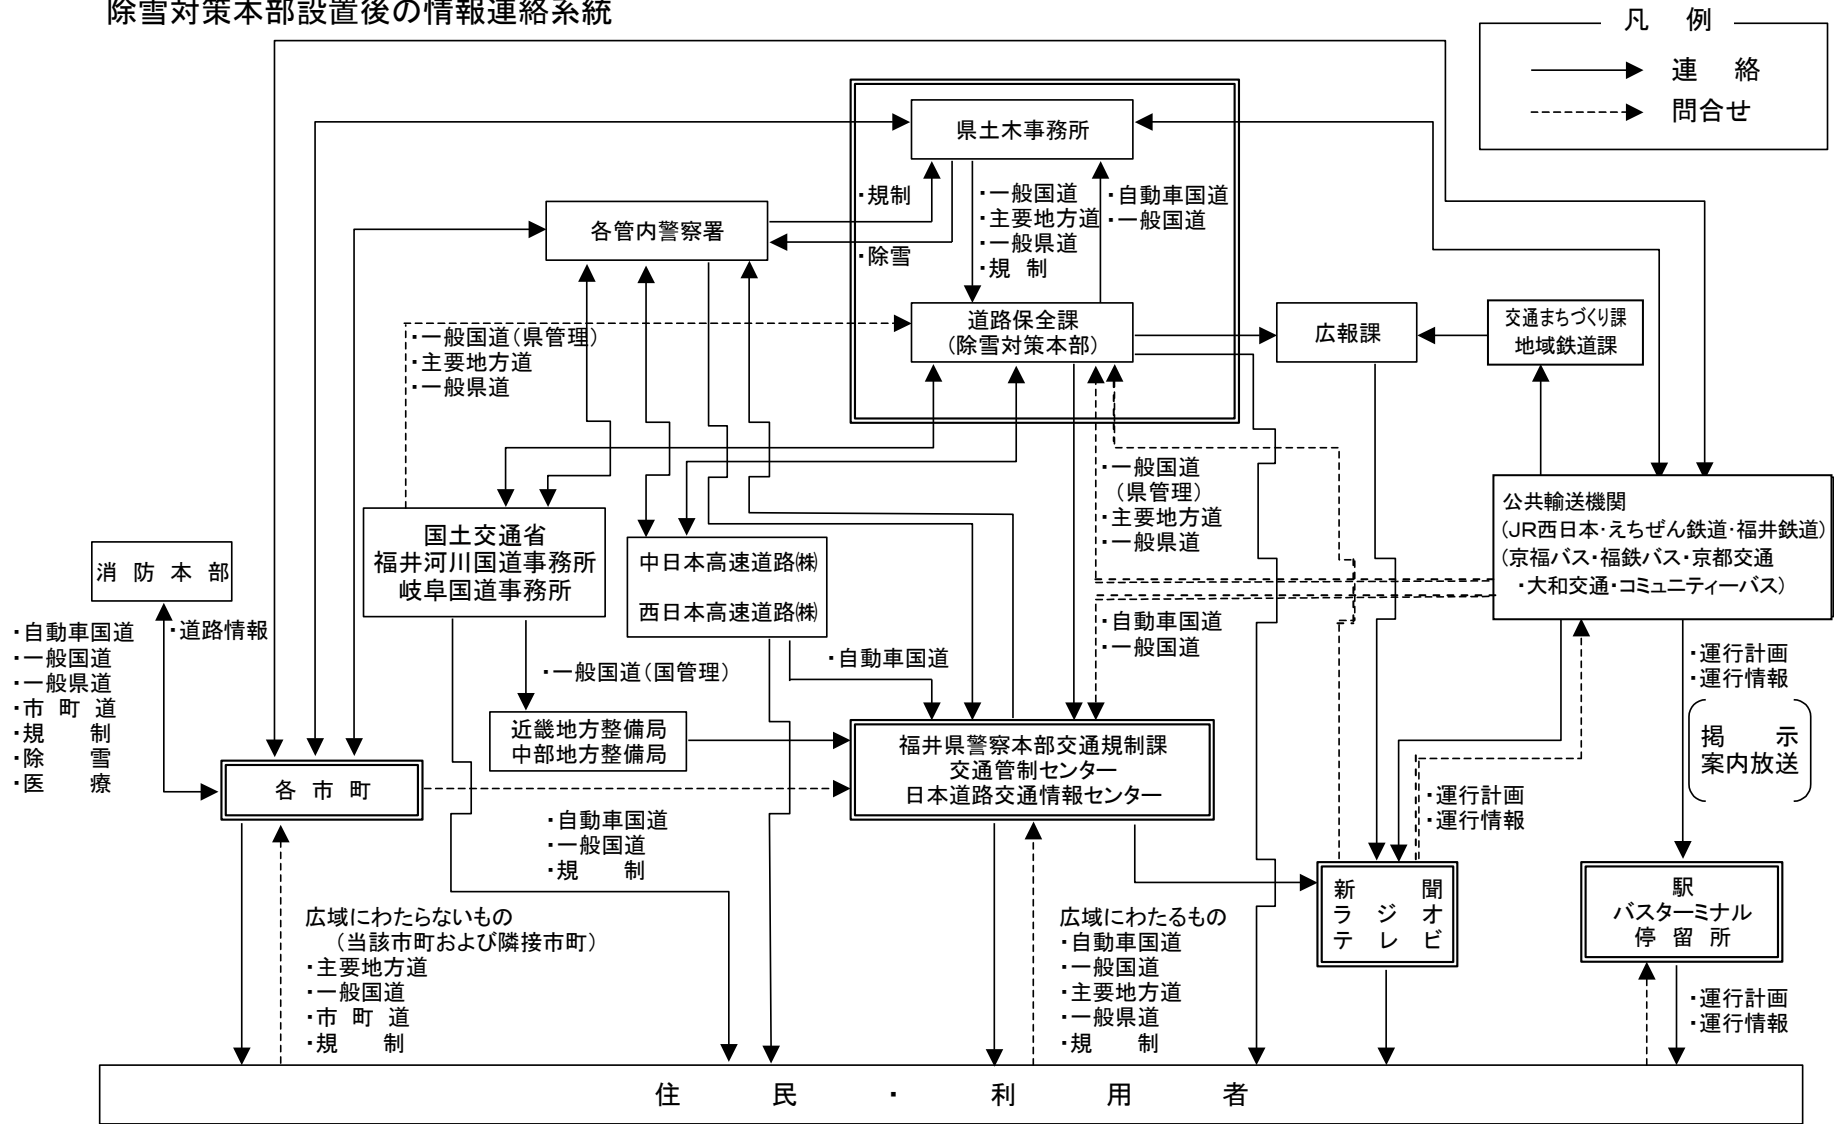 除雪対策本部設置後の情報連絡系統
凡 例
連 絡
問合せ
県土木事務所
・規制
・除雪
・一般国道
・主要地方道
・一般県道
・規 制
・自動車国道
・一般国道
各管内警察署
道路保全課
(除雪対策本部)
広報課
交通まちづくり課
地域鉄道課
・一般国道(県管理)
・主要地方道
・一般県道
・一般国道
(県管理)
・主要地方道
・一般県道
公共輸送機関
(JR西日本・えちぜん鉄道・福井鉄道)
(京福バス・福鉄バス・京都交通
・大和交通・コミュニティーバス)
国土交通省
福井河川国道事務所
岐阜国道事務所
中日本高速道路㈱
西日本高速道路㈱
消 防 本 部
・道路情報
・自動車国道
・一般国道
・一般県道
・市 町 道
・規 制
・除 雪
・医 療
・一般国道(国管理)
・自動車国道
・自動車国道
・一般国道
・運行計画
・運行情報
掲 示
案内放送
近畿地方整備局
中部地方整備局
福井県警察本部交通規制課
交通管制センター
日本道路交通情報センター
各 市 町
・自動車国道
・一般国道
・規 制
・運行計画
・運行情報
新 聞
ラ ジ オ
テ レ ビ
駅
バスターミナル
停 留 所
広域にわたらないもの
(当該市町および隣接市町)
・主要地方道
・一般国道
・市 町 道
・規 制
広域にわたるもの
・自動車国道
・一般国道
・主要地方道
・一般県道
・規 制
・運行計画
・運行情報
住 民 ・ 利 用 者